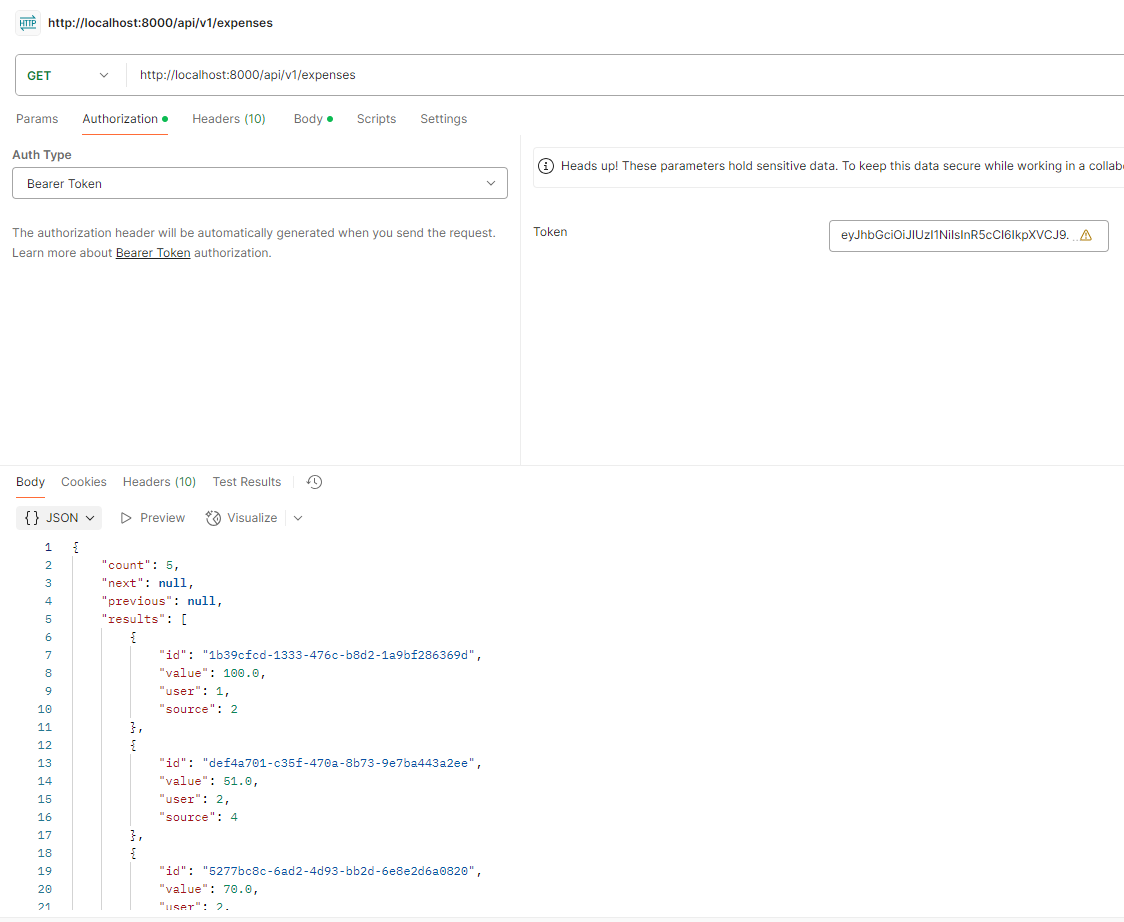 HTTP http://localhost:8000/api/v1/expenses
GET http://localhost:8000/api/v1/expenses
Params Authorization Headers (10) Body Scripts Settings
Auth Type
Bearer Token
The authorization header will be automatically generated when you send the request.
Learn more about Bearer Token authorization.
Heads up! These parameters hold sensitive data. To keep this data secure while working in a collabo
Token
eyJhbGciOiJIUzI1NiIsInR5cCI6IkpXVCJ9. ..
Body Cookies Headers (10) Test Results
{} JSON Preview Visualize
1 {
2 "count": 5,
3 "next": null,
4 "previous": null,
5 "results": [
6 {
7 "id": "1b39cfcd-1333-476c-b8d2-1a9bf286369d",
8 "value": 100.0,
9 "user": 1,
10 "source": 2
11 },
12 {
13 "id": "def4a701-c35f-470a-8b73-9e7ba443a2ee",
14 "value": 51.0,
15 "user": 2,
16 "source": 4
17 },
18 {
19 "id": "5277bc8c-6ad2-4d93-bb2d-6e8e2d6a0820",
20 "value": 70.0,
21 "user": 2,